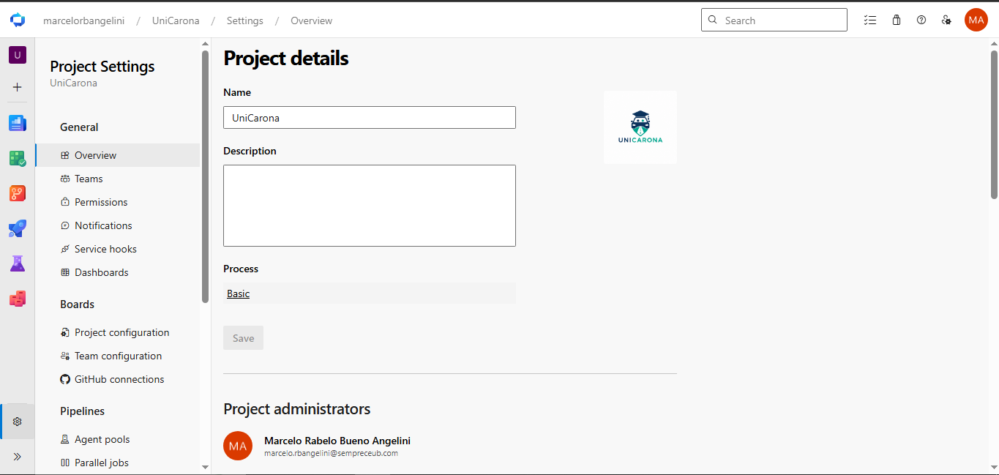 marcelorbangelini / UniCarona / Settings / Overview
Search
MA
U
Project Settings
UniCarona
General
Overview
Teams
Permissions
Notifications
Service hooks
Dashboards
Boards
Project configuration
Team configuration
GitHub connections
Pipelines
Agent pools
Parallel jobs
Project details
Name
UniCarona
Description
Process
Basic
Save
UNICARONA
Project administrators
MA
Marcelo Rabelo Bueno Angelini
marcelo.rbangelini@sempreceub.com